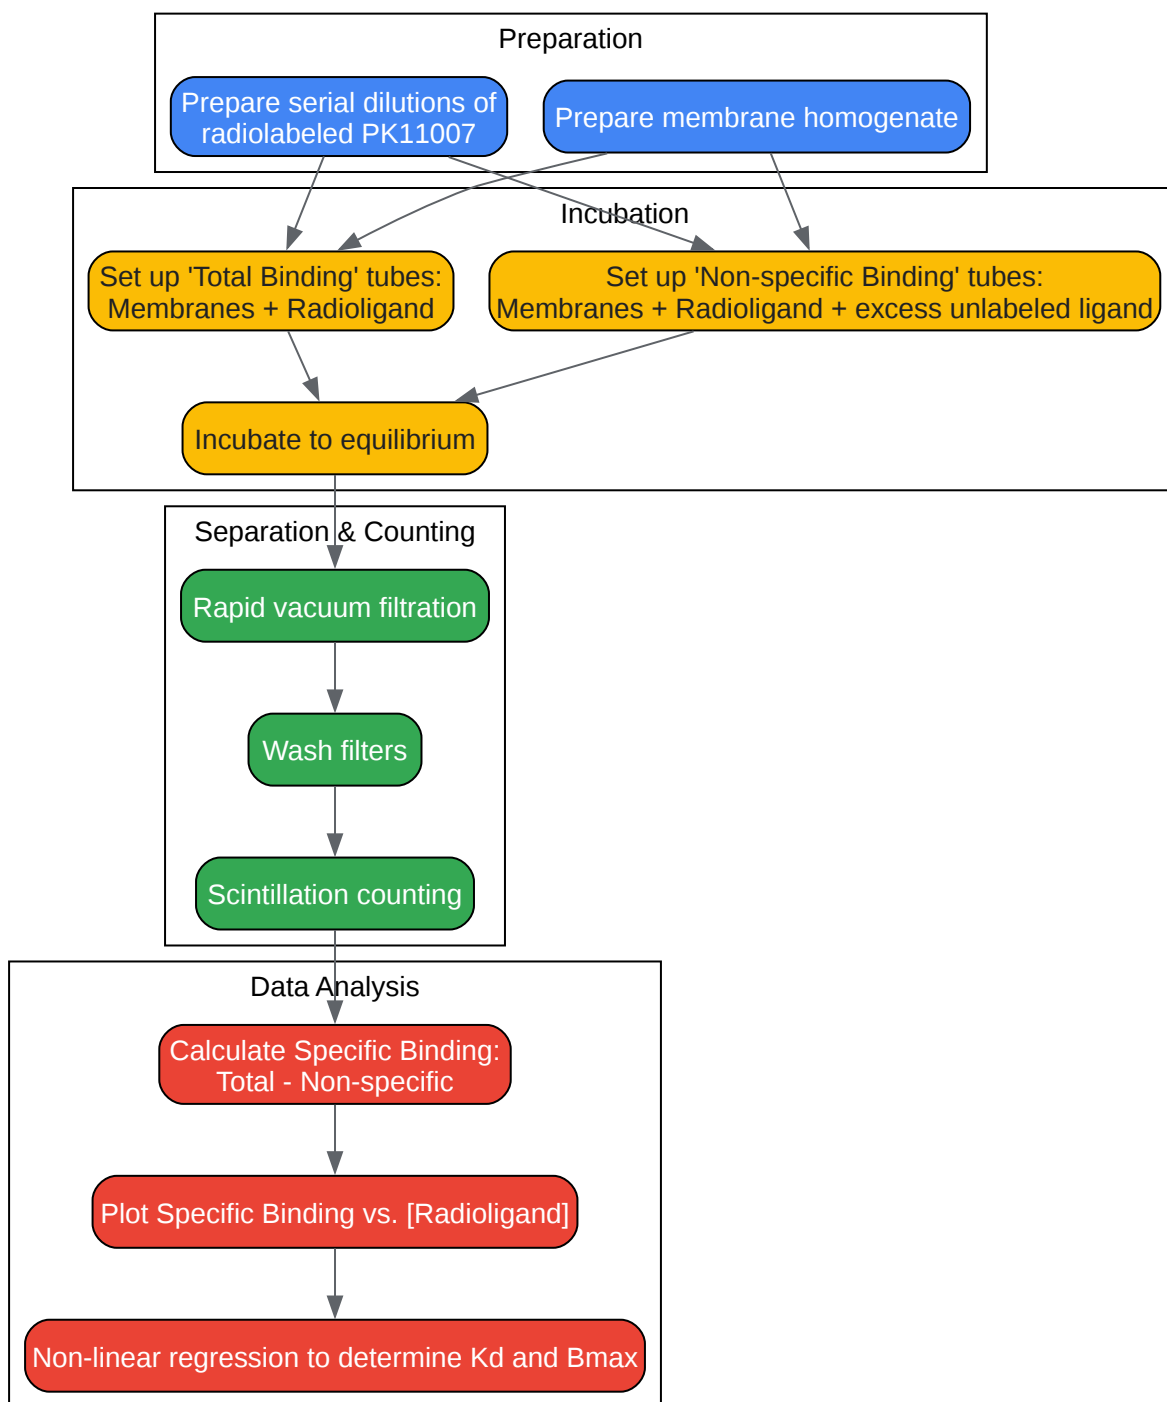 Preparation
Prepare serial dilutions of
radiolabeled PK11007
Prepare membrane homogenate
Incubation
Set up 'Total Binding' tubes:
Membranes + Radioligand
Set up 'Non-specific Binding' tubes:
Membranes + Radioligand + excess unlabeled ligand
Incubate to equilibrium
Separation & Counting
Rapid vacuum filtration
Wash filters
Scintillation counting
Data Analysis
Calculate Specific Binding:
Total - Non-specific
Plot Specific Binding vs. [Radioligand]
Non-linear regression to determine Kd and Bmax